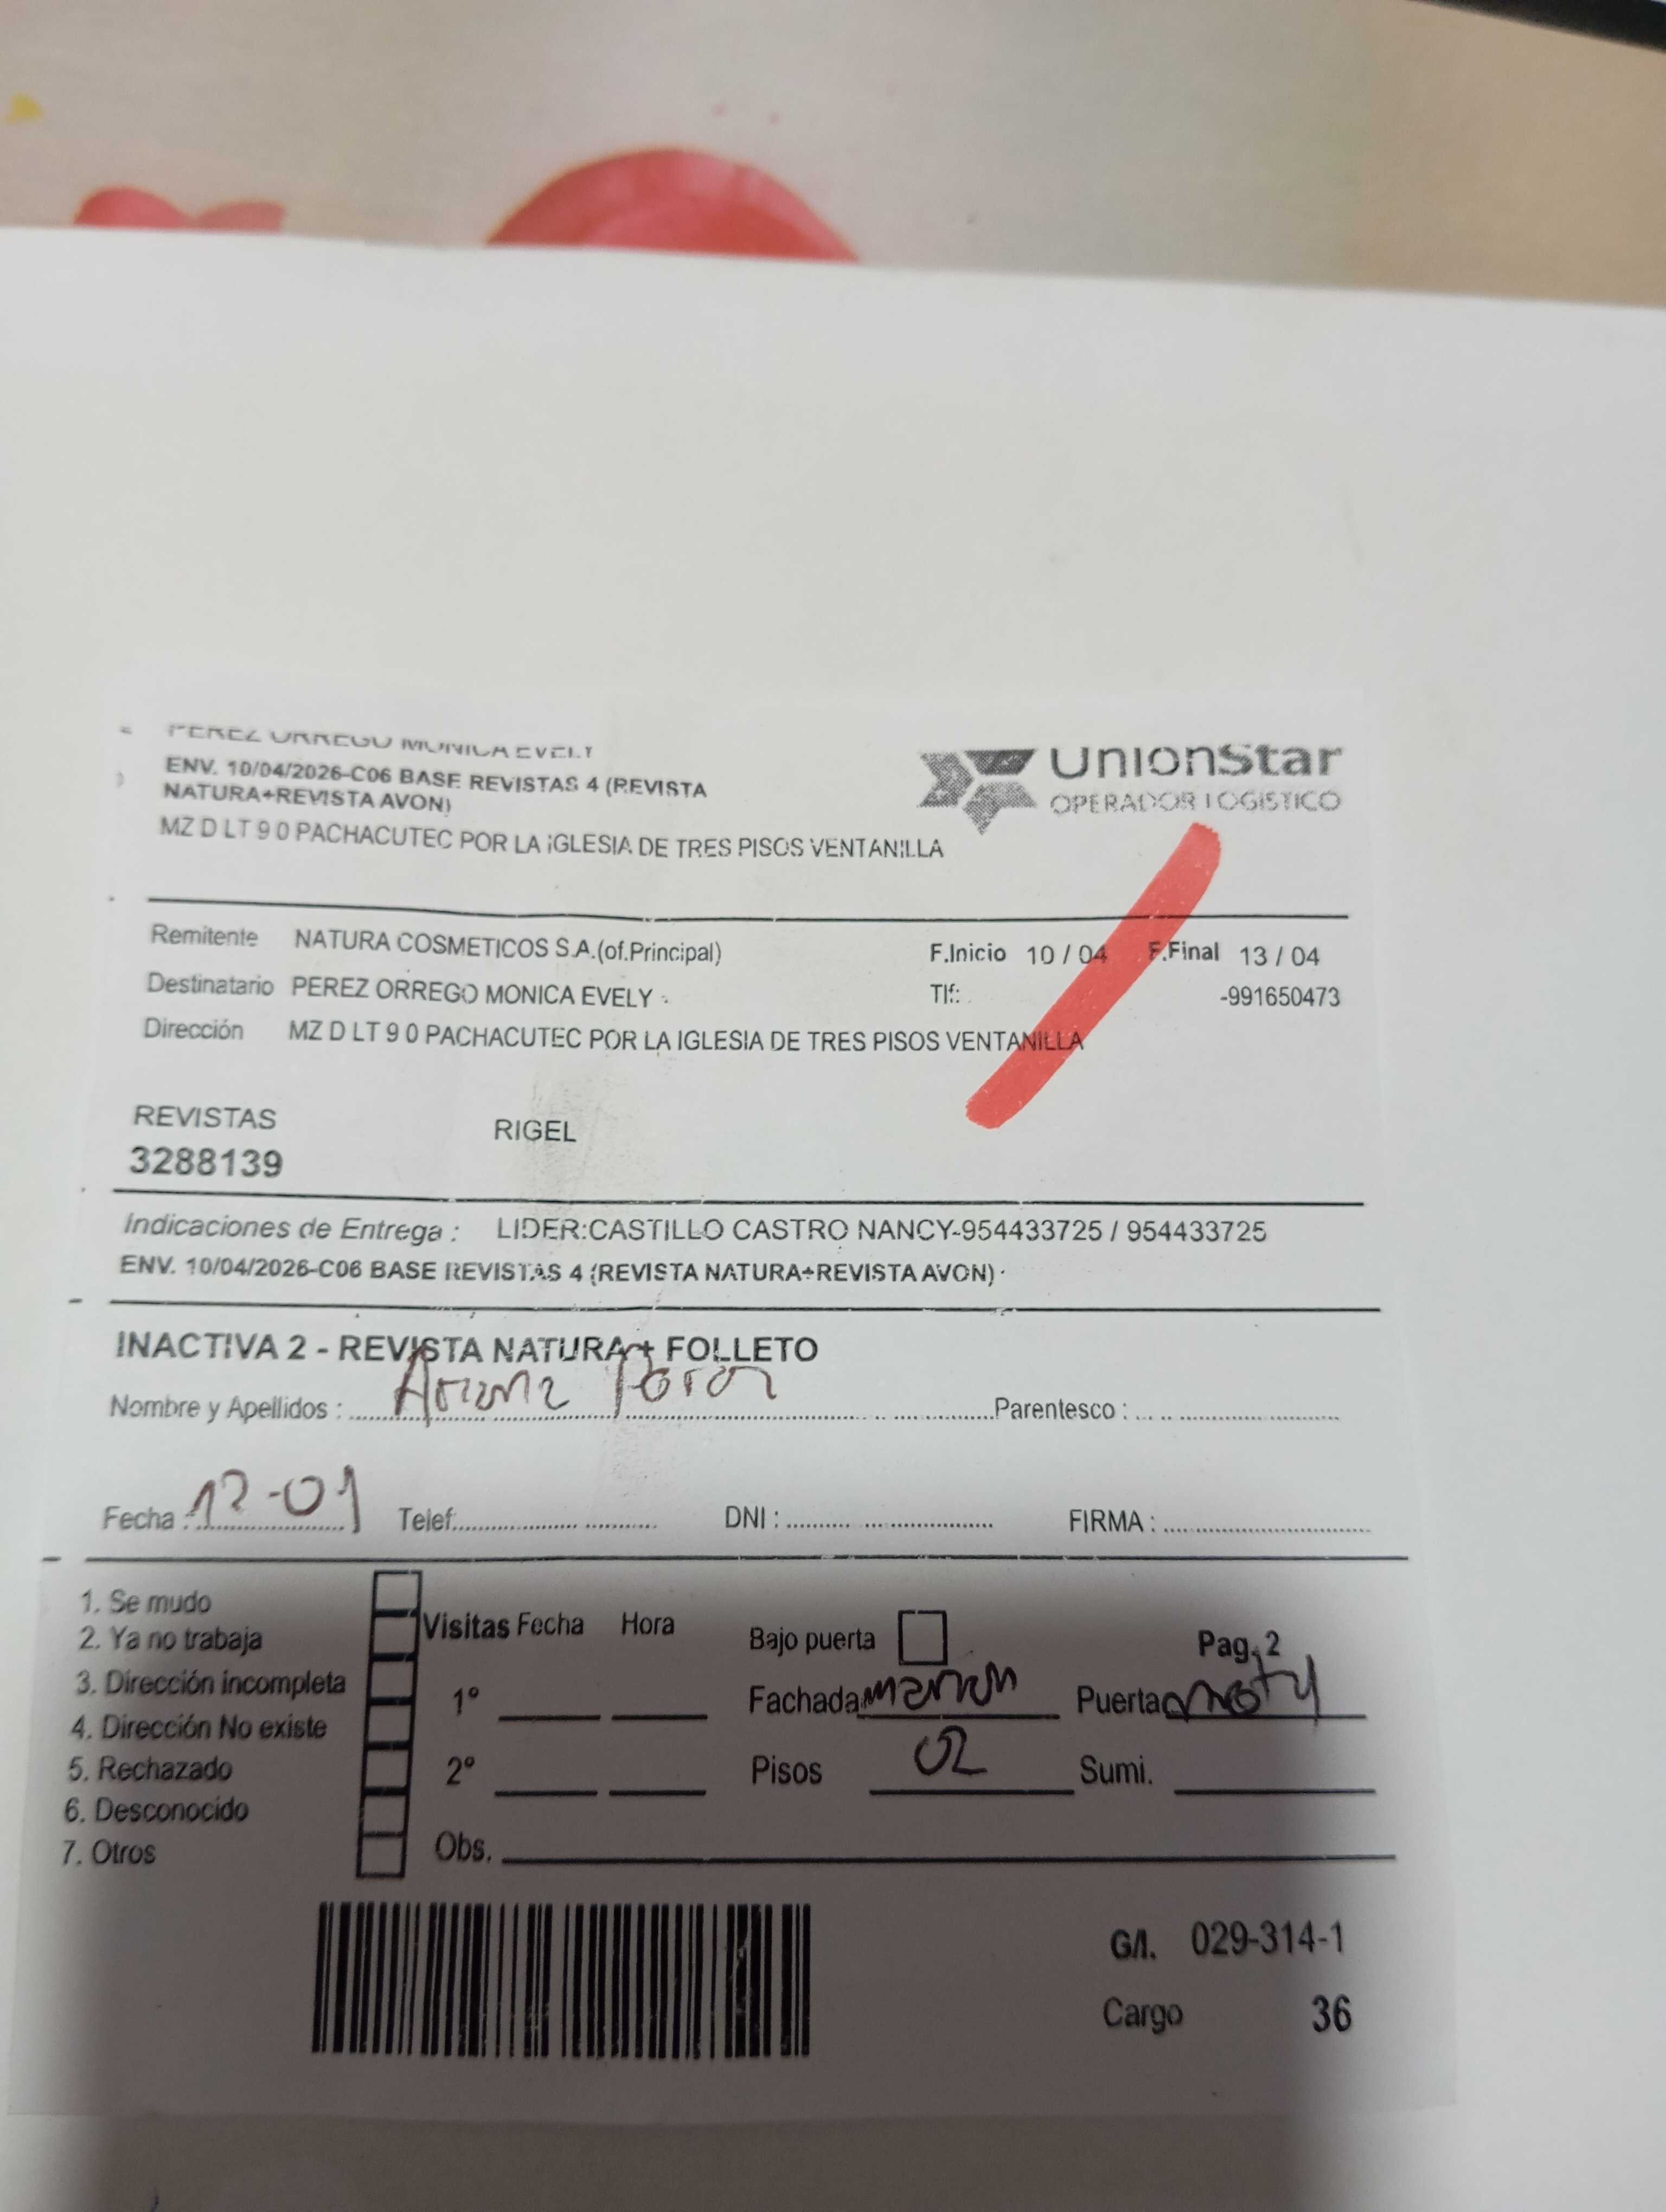 PEREZ ORREGO MONICA EVELY
ENV. 10/04/2026-C06 BASE REVISTAS 4 (REVISTA
NATURA+REVISTA AVON)
MZ D LT 9 0 PACHACUTEC POR LA IGLESIA DE TRES PISOS VENTANILLA
UnionStar
OPERADOR LOGISTICO
Remitente NATURA COSMETICOS S.A.(of.Principal) F.Inicio 10 / 04 F.Final 13 / 04
Destinatario PEREZ ORREGO MONICA EVELY Tlf: -991650473
Dirección MZ D LT 9 0 PACHACUTEC POR LA IGLESIA DE TRES PISOS VENTANILLA
REVISTAS RIGEL
3288139
Indicaciones de Entrega : LIDER:CASTILLO CASTRO NANCY-954433725 / 954433725
ENV. 10/04/2026-C06 BASE REVISTAS 4 (REVISTA NATURA+REVISTA AVON)
INACTIVA 2 - REVISTA NATURA + FOLLETO
Nombre y Apellidos : Parentesco :
Fecha : Telef. DNI : FIRMA :
1. Se mudo
2. Ya no trabaja
3. Dirección incompleta
4. Dirección No existe
5. Rechazado
6. Desconocido
7. Otros
Visitas Fecha Hora
1°
2°
Obs.
Bajo puerta Pag. 2
Fachada Puerta
Pisos 02 Sumi.
G/I. 029-314-1
Cargo 36